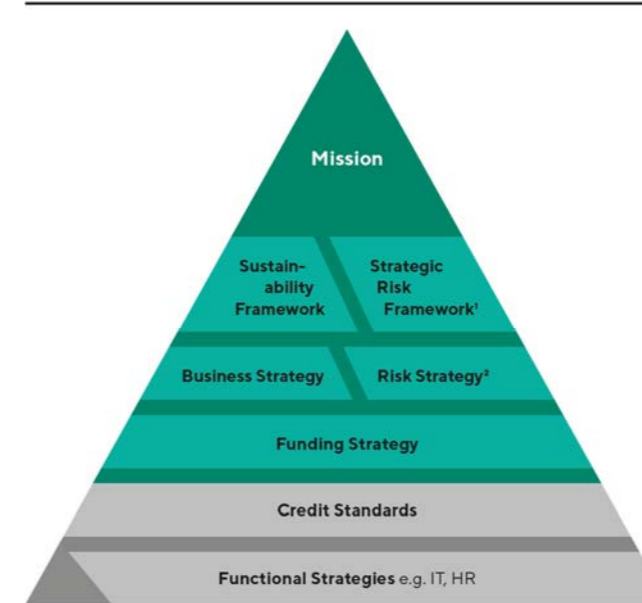 Mission
Sustain-
ability
Framework
Strategic
Risk
Framework¹
Business Strategy
Risk Strategy²
Funding Strategy
Credit Standards
Functional Strategies e.g. IT, HR